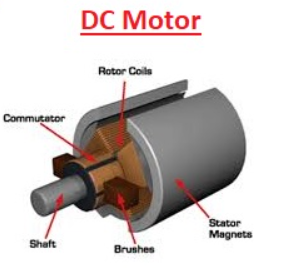 DC Motor
Rotor Coils
Commutator
Shaft
Brushes
Stator
Magnets